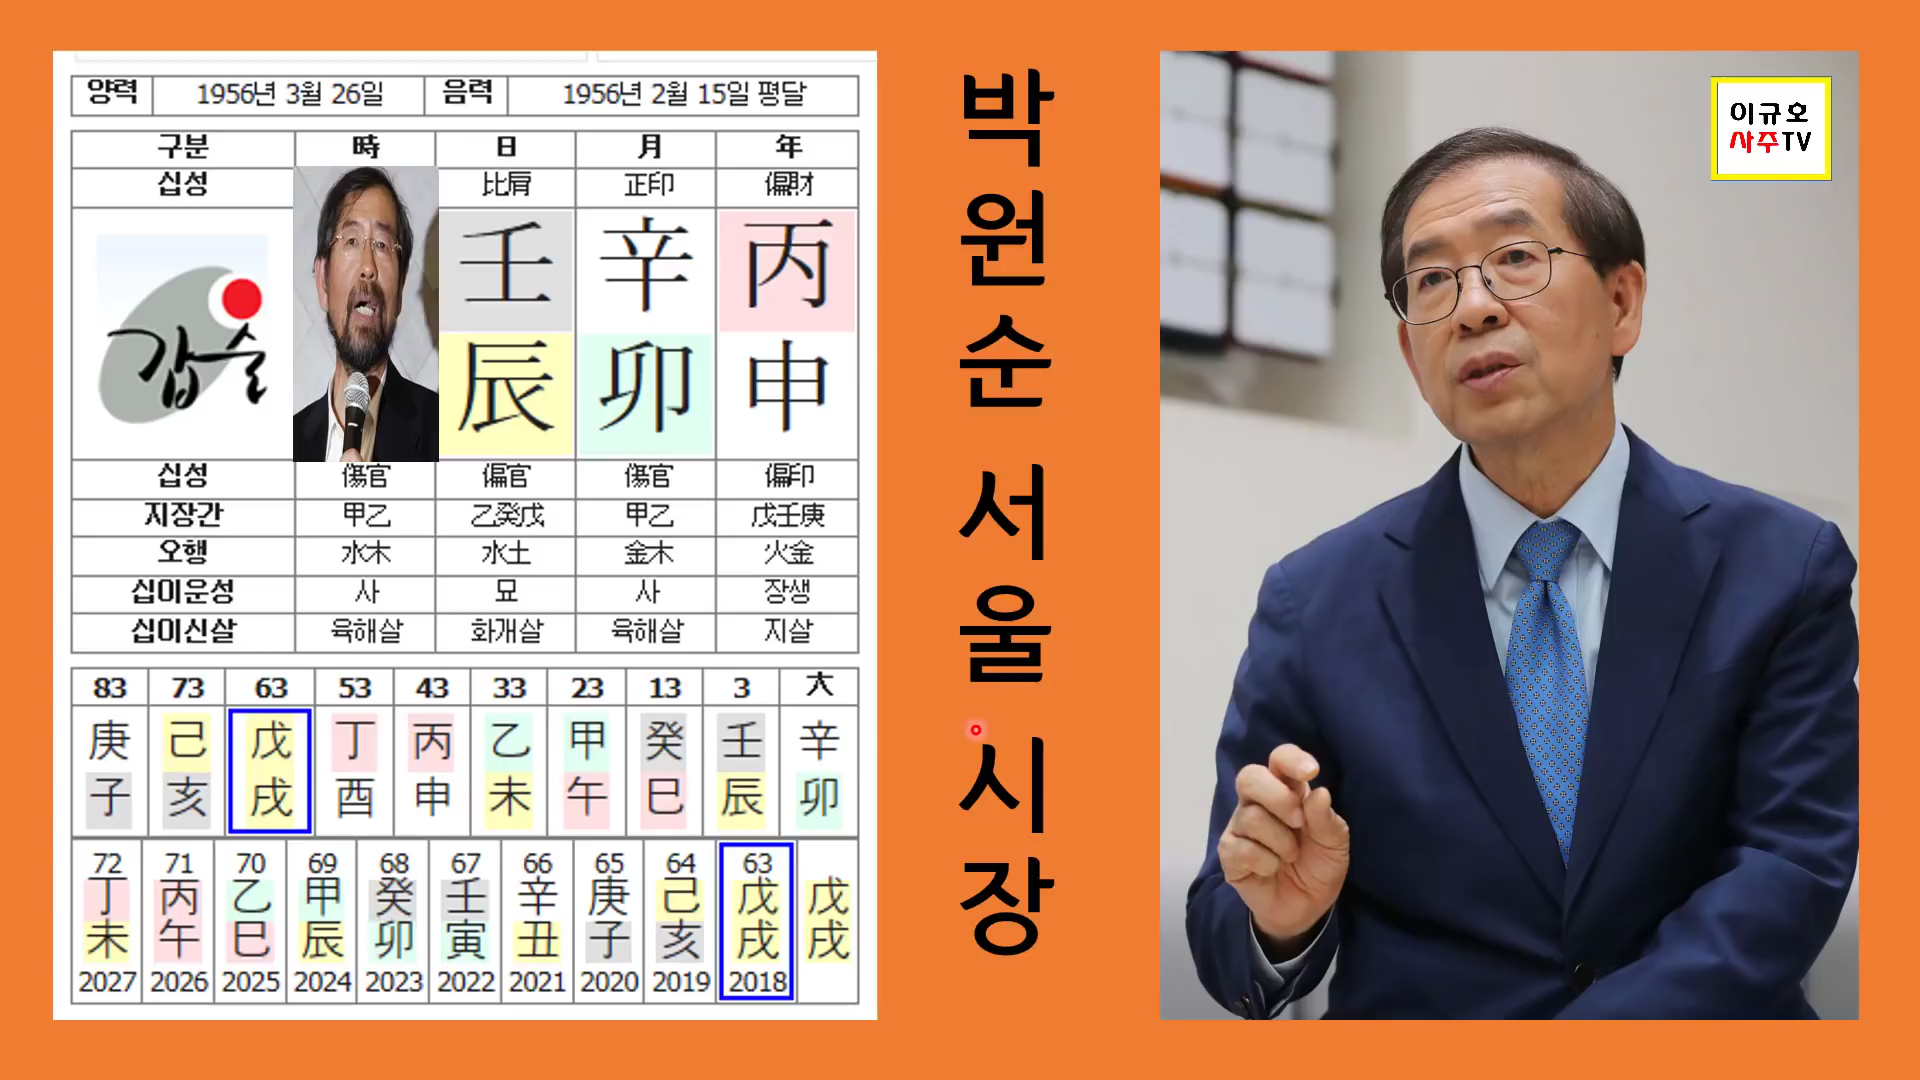 양력 1956년 3월 26일 음력 1956년 2월 15일 평달
구분 時 日 月 年
십성 比肩 正印 偏財
壬 辛 丙
辰 卯 申
갑술
십성 傷官 偏官 傷官 偏印
지장간 甲乙 乙癸戊 甲乙 戊壬庚
오행 水木 水土 金木 火金
십이운성 사 묘 사 장생
십이신살 육해살 화개살 육해살 지살
83 73 63 53 43 33 23 13 3 大
庚 己 戊 丁 丙 乙 甲 癸 壬 辛
子 亥 戌 酉 申 未 午 巳 辰 卯
72 71 70 69 68 67 66 65 64 63
丁 丙 乙 甲 癸 壬 辛 庚 己 戊 戊
未 午 巳 辰 卯 寅 丑 子 亥 戌 戌
2027 2026 2025 2024 2023 2022 2021 2020 2019 2018
박원순 서울 시장
이규호
사주TV